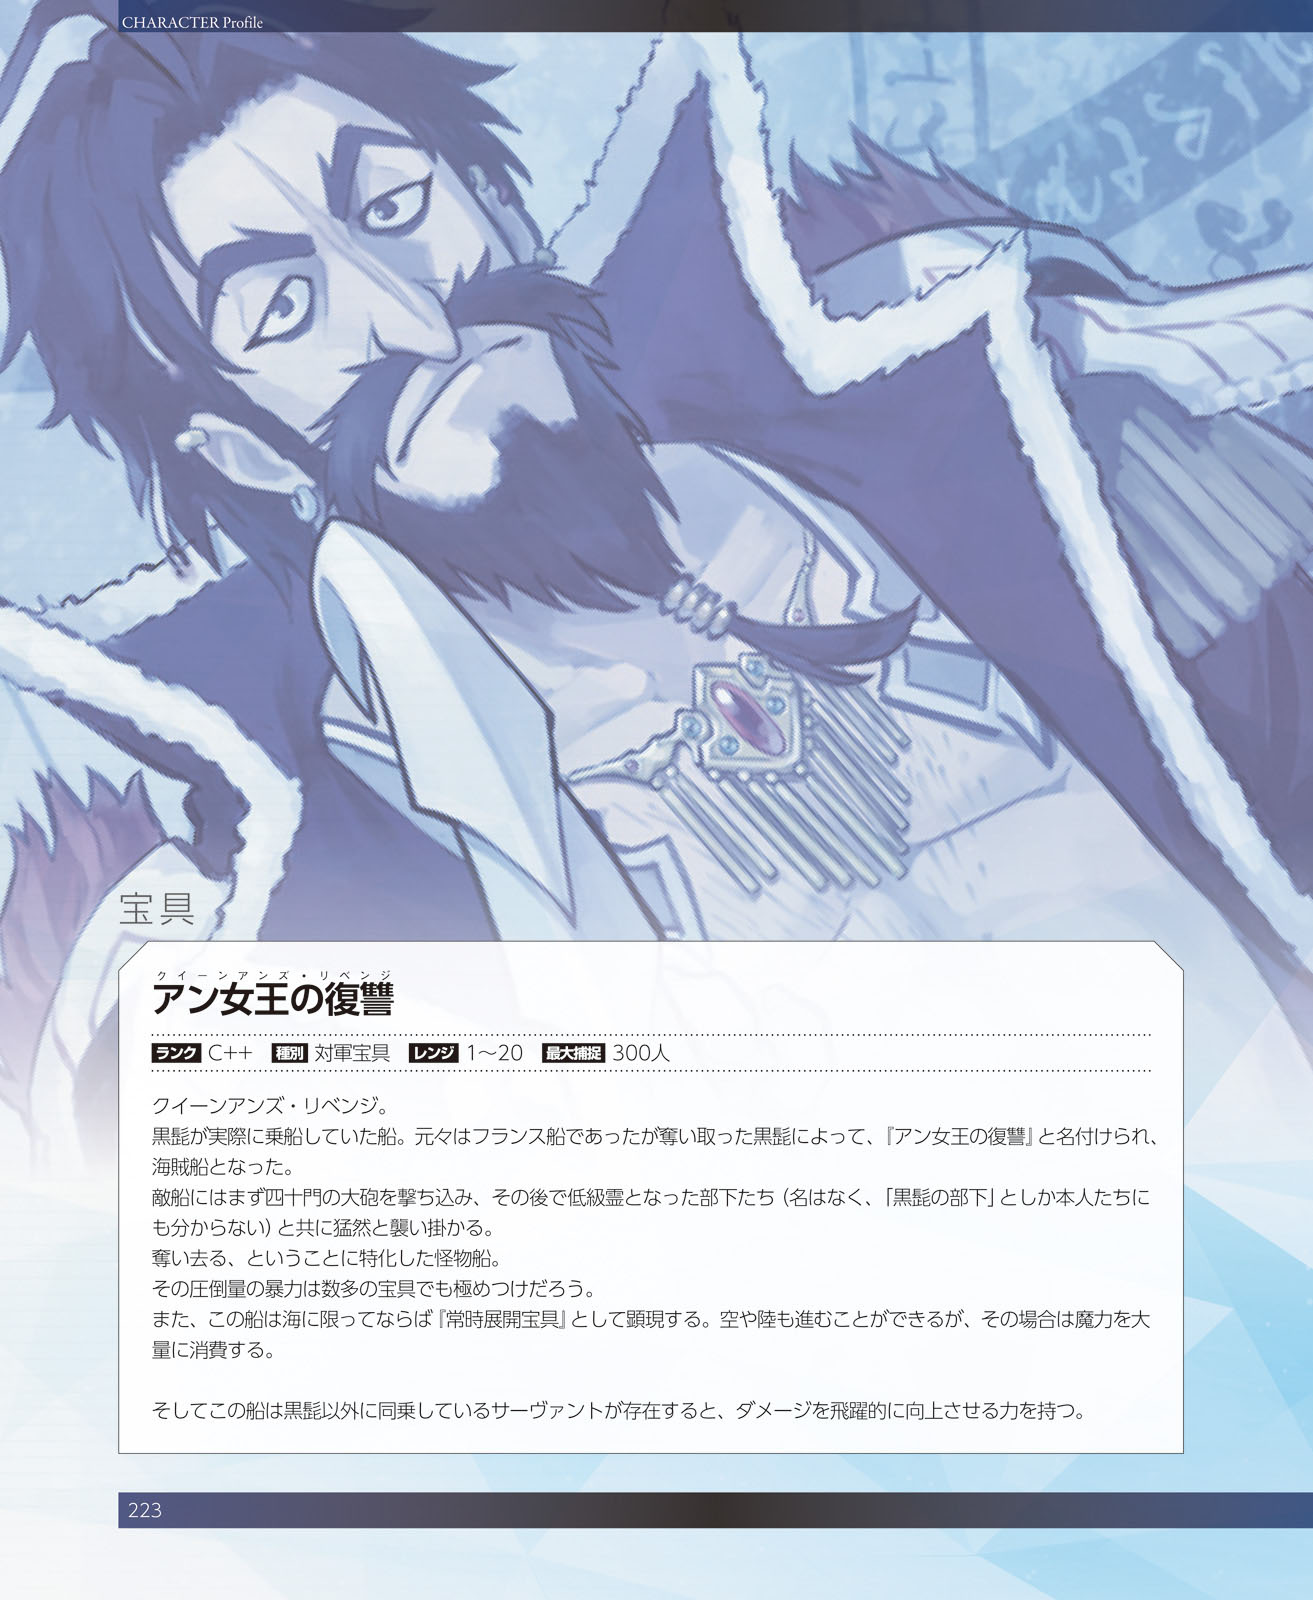 CHARACTER Profile
宝具
クイーンアンズ・リベンジ
アン女王の復讐
ランク C++ 種別 対軍宝具 レンジ 1〜20 最大捕捉 300人
クイーンアンズ・リベンジ。
黒髭が実際に乗船していた船。元々はフランス船であったが奪い取った黒髭によって、『アン女王の復讐』と名付けられ、
海賊船となった。
敵船にはまず四十門の大砲を撃ち込み、その後で低級霊となった部下たち（名はなく、「黒髭の部下」としか本人たちに
も分からない）と共に猛然と襲い掛かる。
奪い去る、ということに特化した怪物船。
その圧倒量の暴力は数多の宝具でも極めつけだろう。
また、この船は海に限ってならば『常時展開宝具』として顕現する。空や陸も進むことができるが、その場合は魔力を大
量に消費する。
そしてこの船は黒髭以外に同乗しているサーヴァントが存在すると、ダメージを飛躍的に向上させる力を持つ。
223